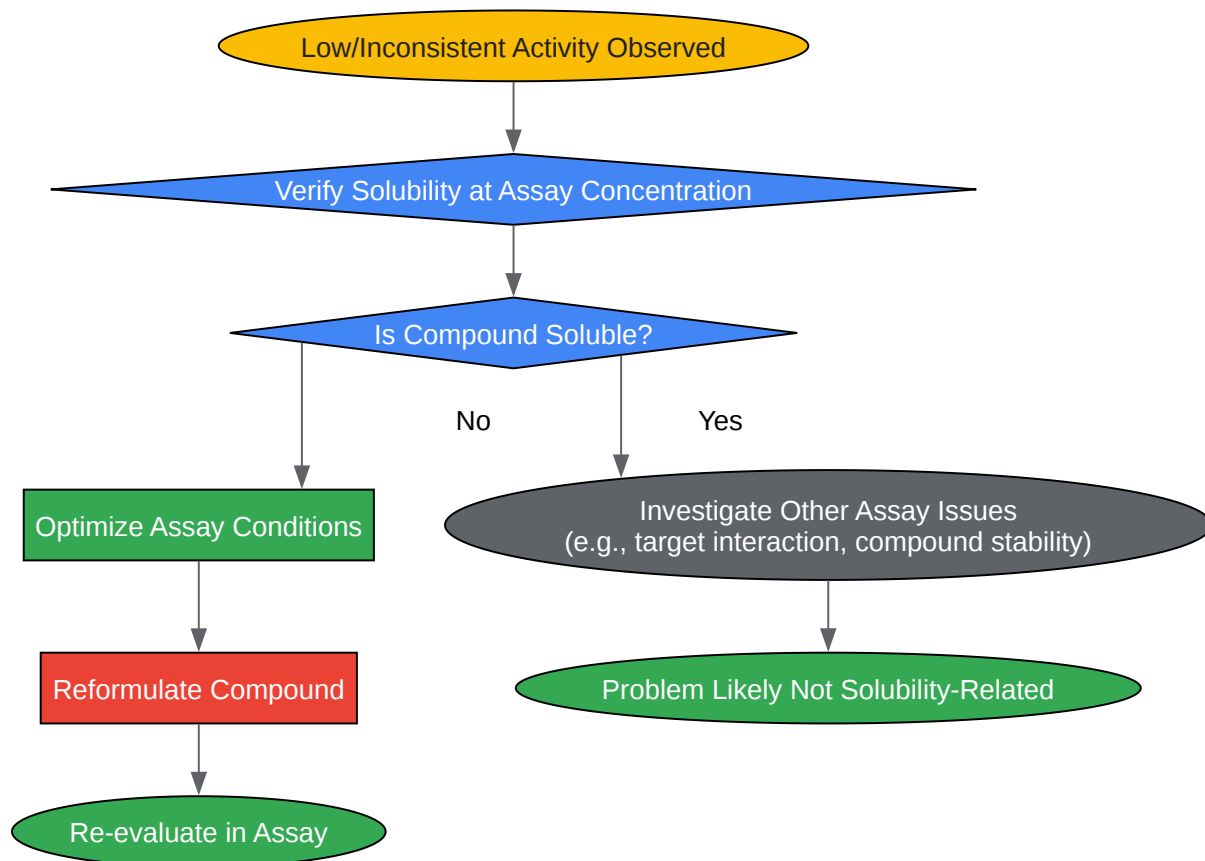 Low/Inconsistent Activity Observed
Verify Solubility at Assay Concentration
Is Compound Soluble?
No
Yes
Optimize Assay Conditions
Investigate Other Assay Issues
(e.g., target interaction, compound stability)
Reformulate Compound
Problem Likely Not Solubility-Related
Re-evaluate in Assay